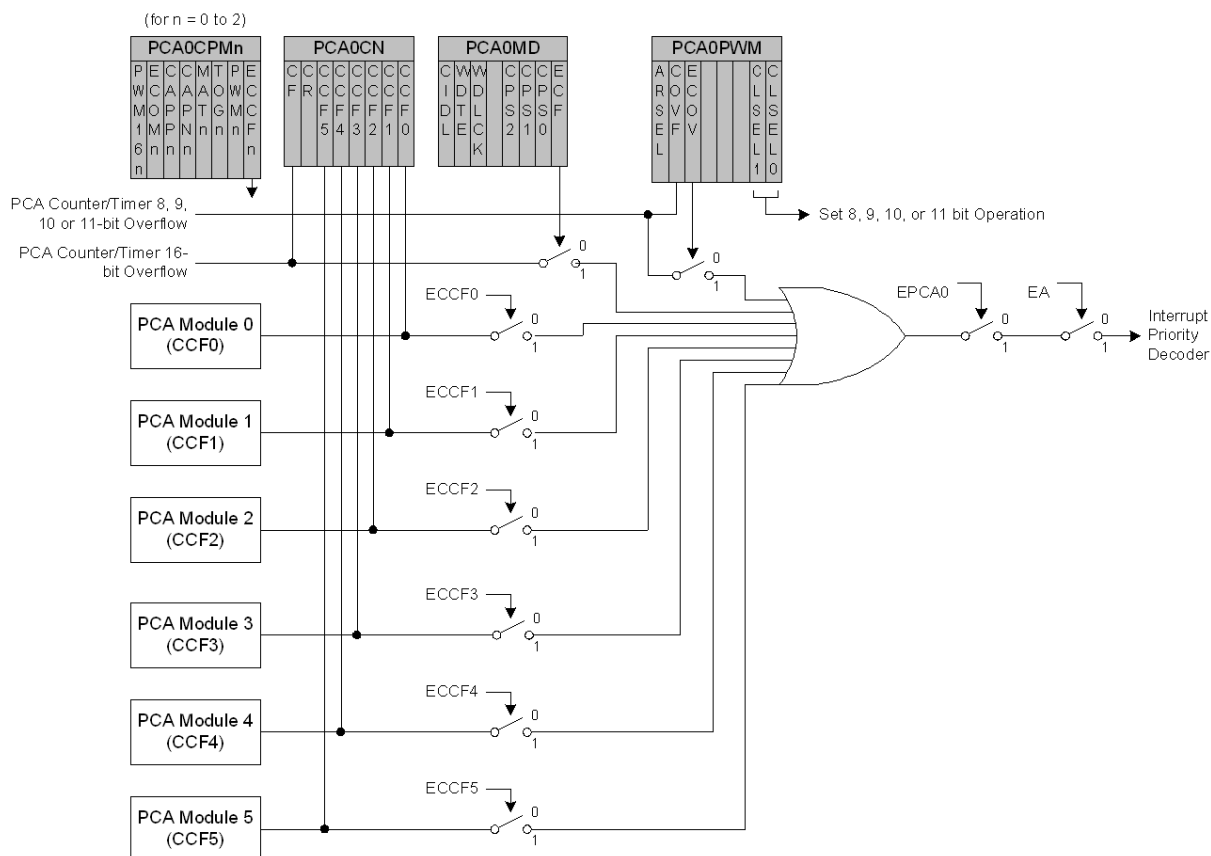 (for n = 0 to 2)
PCA0CPMn
PWM16n
ECOMn
CAPPn
CAPNn
MATn
TOGn
PWMn
ECCFn
PCA0CN
CF
CR
CCF5
CCF4
CCF3
CCF2
CCF1
CCF0
PCA0MD
CIDL
WDTE
WDLCK
CPS2
CPS1
CPS0
ECF
PCA0PWM
ARSEL
COVF
ECOV
CLSEL1
CLSEL0
PCA Counter/Timer 8, 9,
10 or 11-bit Overflow
Set 8, 9, 10, or 11 bit Operation
PCA Counter/Timer 16-
bit Overflow
0
1
0
1
PCA Module 0
(CCF0)
ECCF0
0
1
EPCA0
0
1
EA
0
1
Interrupt
Priority
Decoder
PCA Module 1
(CCF1)
ECCF1
0
1
PCA Module 2
(CCF2)
ECCF2
0
1
PCA Module 3
(CCF3)
ECCF3
0
1
PCA Module 4
(CCF4)
ECCF4
0
1
PCA Module 5
(CCF5)
ECCF5
0
1